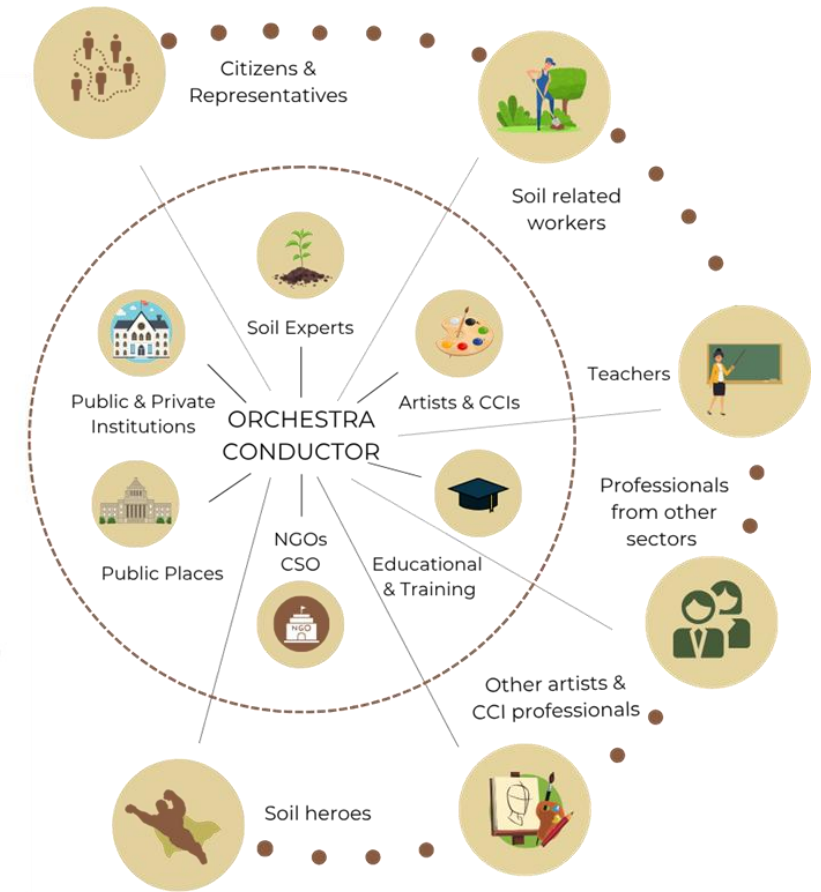 Citizens &
Representatives
Soil related
workers
Soil Experts
Public & Private
Institutions
Artists & CCIs
Teachers
ORCHESTRA
CONDUCTOR
Professionals
from other
sectors
Public Places
NGOs
CSO
Educational
& Training
NGO
Other artists &
CCI professionals
Soil heroes